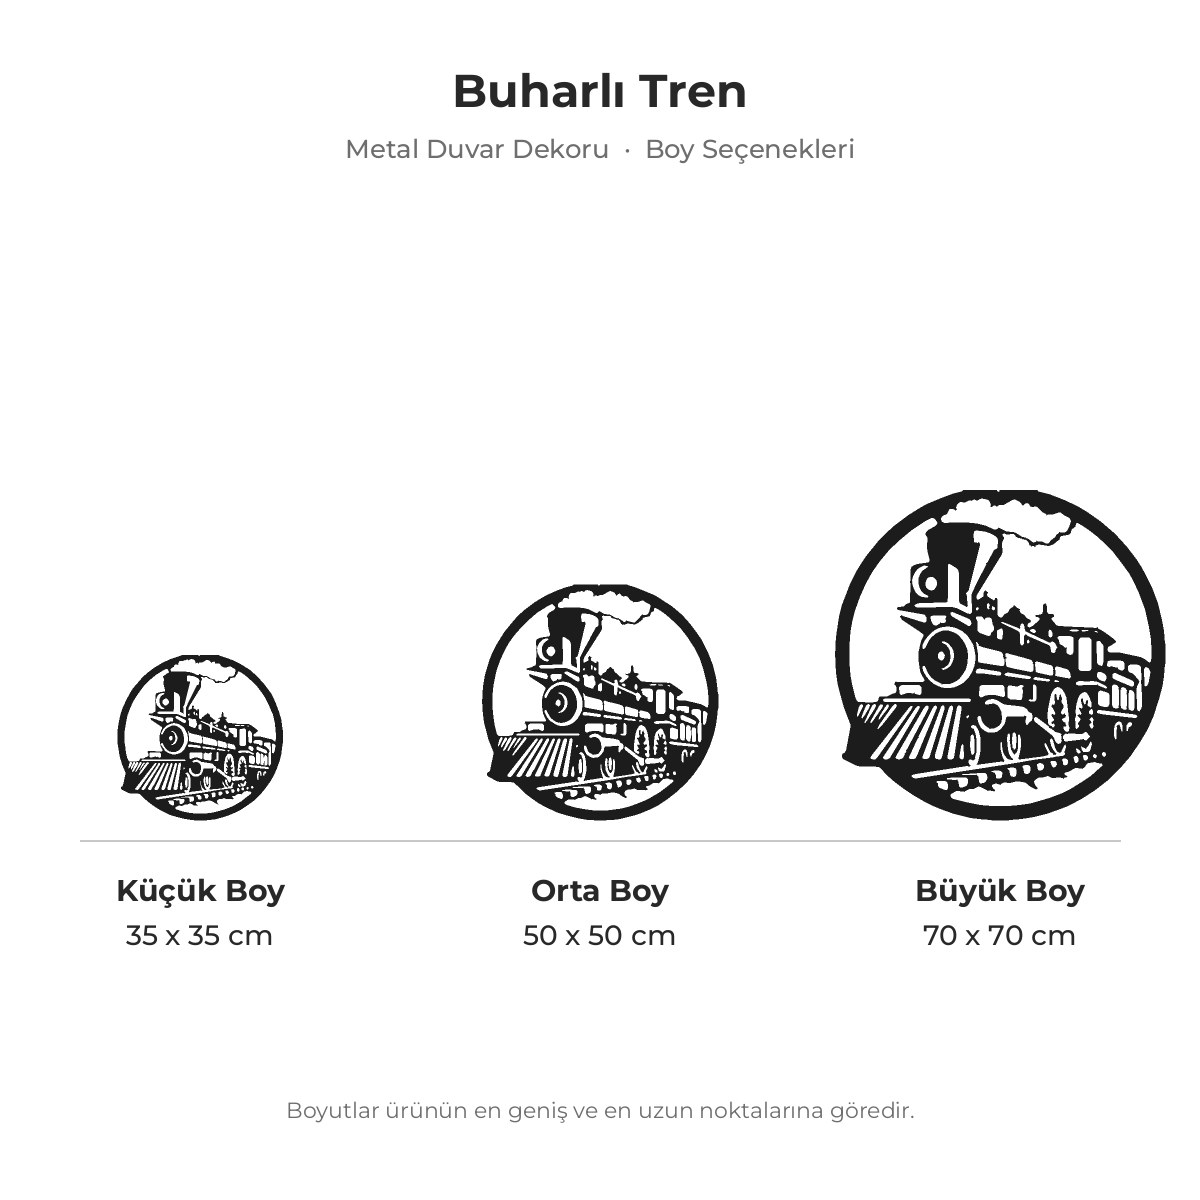 Buharlı Tren
Metal Duvar Dekoru · Boy Seçenekleri
Küçük Boy
35 x 35 cm
Orta Boy
50 x 50 cm
Büyük Boy
70 x 70 cm
Boyutlar ürünün en geniş ve en uzun noktalarına göredir.